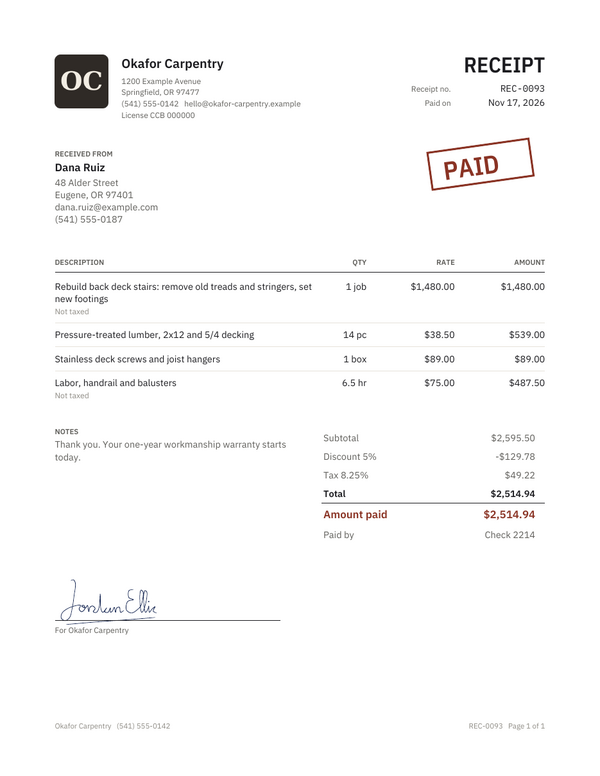 OC
Okafor Carpentry
1200 Example Avenue
Springfield, OR 97477
(541) 555-0142 hello@okafor-carpentry.example
License CCB 000000
RECEIPT
Receipt no. REC-0093
Paid on Nov 17, 2026
RECEIVED FROM
Dana Ruiz
48 Alder Street
Eugene, OR 97401
dana.ruiz@example.com
(541) 555-0187
PAID
DESCRIPTION QTY RATE AMOUNT
Rebuild back deck stairs: remove old treads and stringers, set 1 job $1,480.00 $1,480.00
new footings
Not taxed
Pressure-treated lumber, 2x12 and 5/4 decking 14 pc $38.50 $539.00
Stainless deck screws and joist hangers 1 box $89.00 $89.00
Labor, handrail and balusters 6.5 hr $75.00 $487.50
Not taxed
NOTES
Thank you. Your one-year workmanship warranty starts
today.
Subtotal $2,595.50
Discount 5% -$129.78
Tax 8.25% $49.22
Total $2,514.94
Amount paid $2,514.94
Paid by Check 2214
For Okafor Carpentry
Okafor Carpentry (541) 555-0142
REC-0093 Page 1 of 1